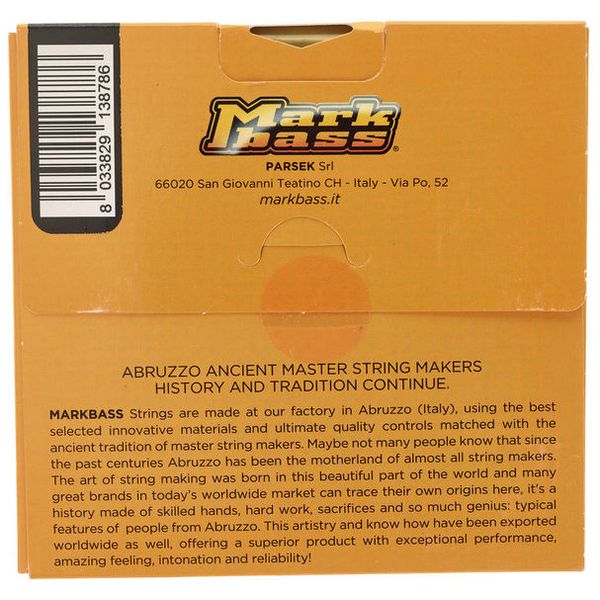 8 033829 138786
Mark
bass®
PARSEK Srl
66020 San Giovanni Teatino CH - Italy - Via Po, 52
markbass.it
ABRUZZO ANCIENT MASTER STRING MAKERS
HISTORY AND TRADITION CONTINUE.
MARKBASS Strings are made at our factory in Abruzzo (Italy), using the best
selected innovative materials and ultimate quality controls matched with the
ancient tradition of master string makers. Maybe not many people know that since
the past centuries Abruzzo has been the motherland of almost all string makers.
The art of string making was born in this beautiful part of the world and many
great brands in today's worldwide market can trace their own origins here, it's a
history made of skilled hands, hard work, sacrifices and so much genius: typical
features of people from Abruzzo. This artistry and know how have been exported
worldwide as well, offering a superior product with exceptional performance,
amazing feeling, intonation and reliability!